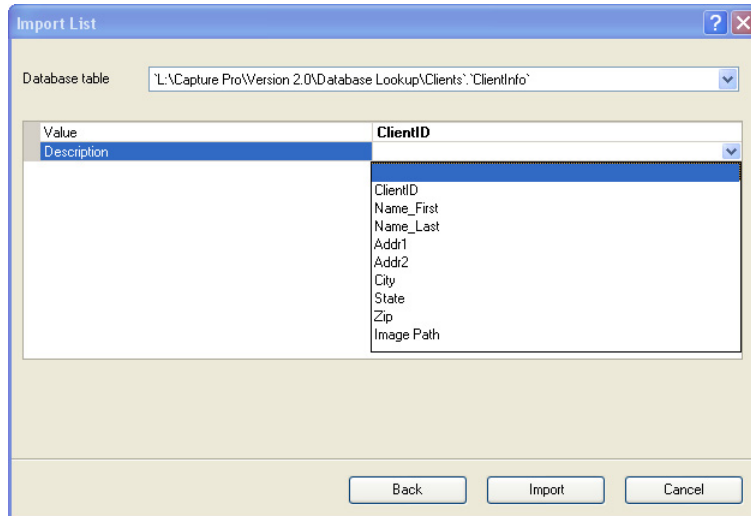 Import List
Database table
`L:\Capture Pro\Version 2.0\Database Lookup\Clients`.`ClientInfo`
Value ClientID
Description
ClientID
Name_First
Name_Last
Addr1
Addr2
City
State
Zip
Image Path
Back Import Cancel